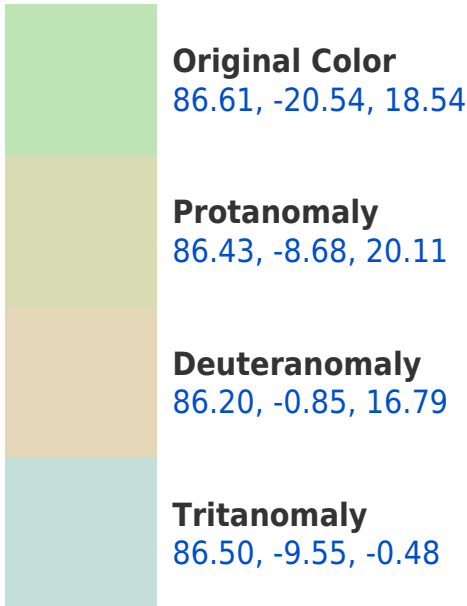 Original Color
86.61, -20.54, 18.54
Protanomaly
86.43, -8.68, 20.11
Deuteranomaly
86.20, -0.85, 16.79
Tritanomaly
86.50, -9.55, -0.48